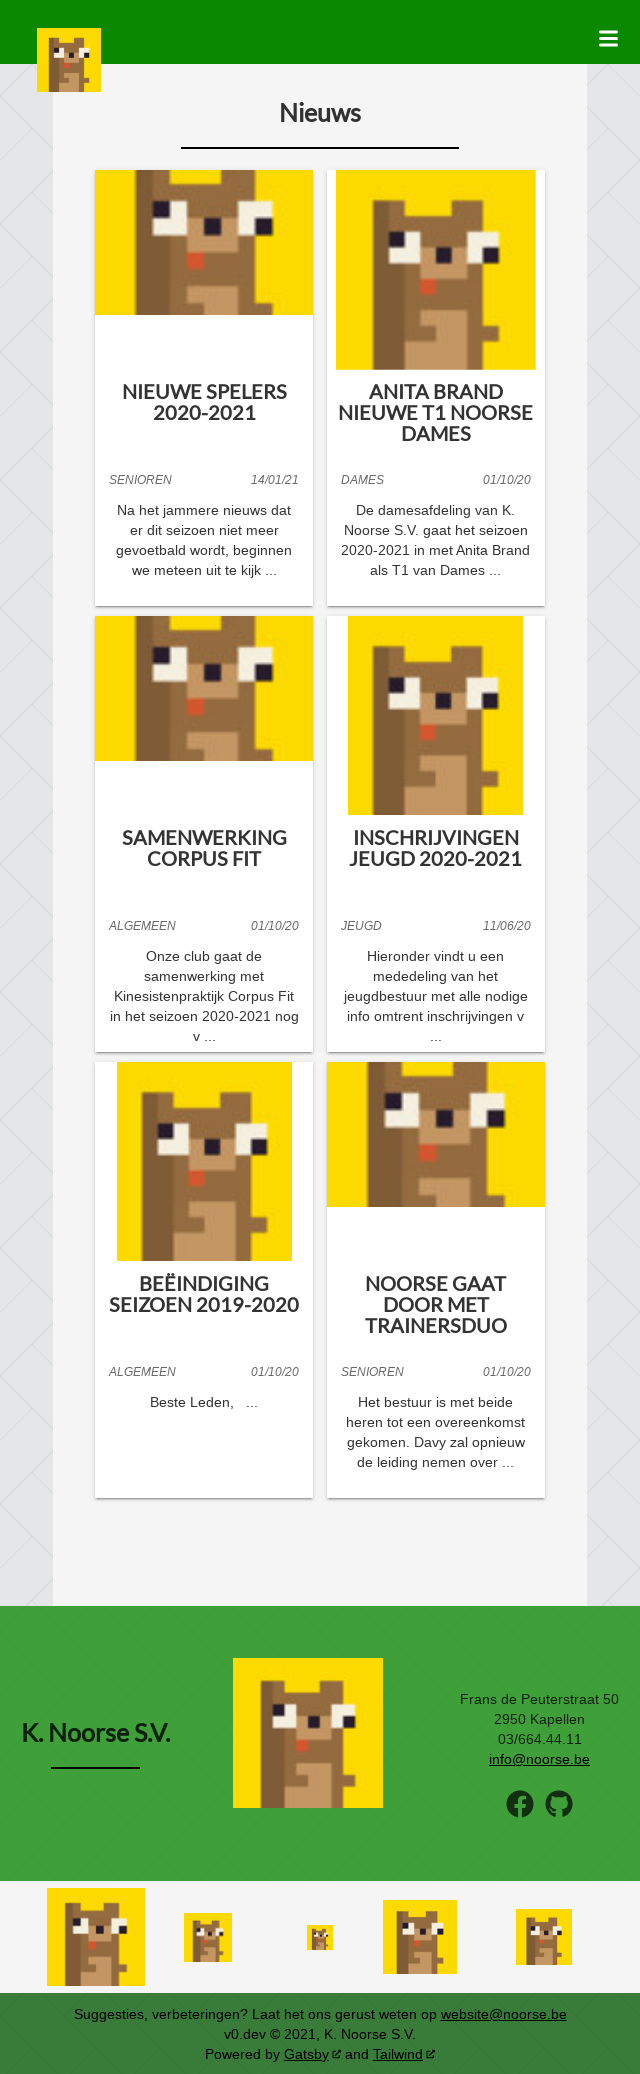 Nieuws
NIEUWE SPELERS
2020-2021
SENIOREN 14/01/21
Na het jammere nieuws dat
er dit seizoen niet meer
gevoetbald wordt, beginnen
we meteen uit te kijk ...
ANITA BRAND
NIEUWE T1 NOORSE
DAMES
DAMES 01/10/20
De damesafdeling van K.
Noorse S.V. gaat het seizoen
2020-2021 in met Anita Brand
als T1 van Dames ...
SAMENWERKING
CORPUS FIT
ALGEMEEN 01/10/20
Onze club gaat de
samenwerking met
Kinesistenpraktijk Corpus Fit
in het seizoen 2020-2021 nog
v ...
INSCHRIJVINGEN
JEUGD 2020-2021
JEUGD 11/06/20
Hieronder vindt u een
mededeling van het
jeugdbestuur met alle nodige
info omtrent inschrijvingen v
...
BEËINDIGING
SEIZOEN 2019-2020
ALGEMEEN 01/10/20
Beste Leden, ...
NOORSE GAAT
DOOR MET
TRAINERSDUO
SENIOREN 01/10/20
Het bestuur is met beide
heren tot een overeenkomst
gekomen. Davy zal opnieuw
de leiding nemen over ...
K. Noorse S.V.
Frans de Peuterstraat 50
2950 Kapellen
03/664.44.11
info@noorse.be
Suggesties, verbeteringen? Laat het ons gerust weten op website@noorse.be
v0.dev © 2021, K. Noorse S.V.
Powered by Gatsby and Tailwind